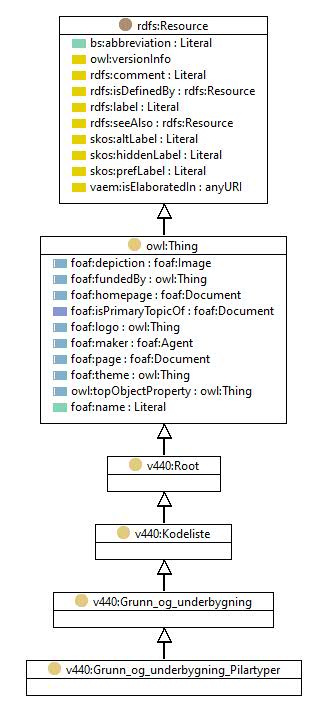 rdfs:Resource
bs:abbreviation : Literal
owl:versionInfo
rdfs:comment : Literal
rdfs:isDefinedBy : rdfs:Resource
rdfs:label : Literal
rdfs:seeAlso : rdfs:Resource
skos:altLabel : Literal
skos:hiddenLabel : Literal
skos:prefLabel : Literal
vaem:isElaboratedIn : anyURI
owl:Thing
foaf:depiction : foaf:Image
foaf:fundedBy : owl:Thing
foaf:homepage : foaf:Document
foaf:isPrimaryTopicOf : foaf:Document
foaf:logo : owl:Thing
foaf:maker : foaf:Agent
foaf:page : foaf:Document
foaf:theme : owl:Thing
owl:topObjectProperty : owl:Thing
foaf:name : Literal
v440:Root
v440:Kodeliste
v440:Grunn_og_underbygning
v440:Grunn_og_underbygning_Pilartyper